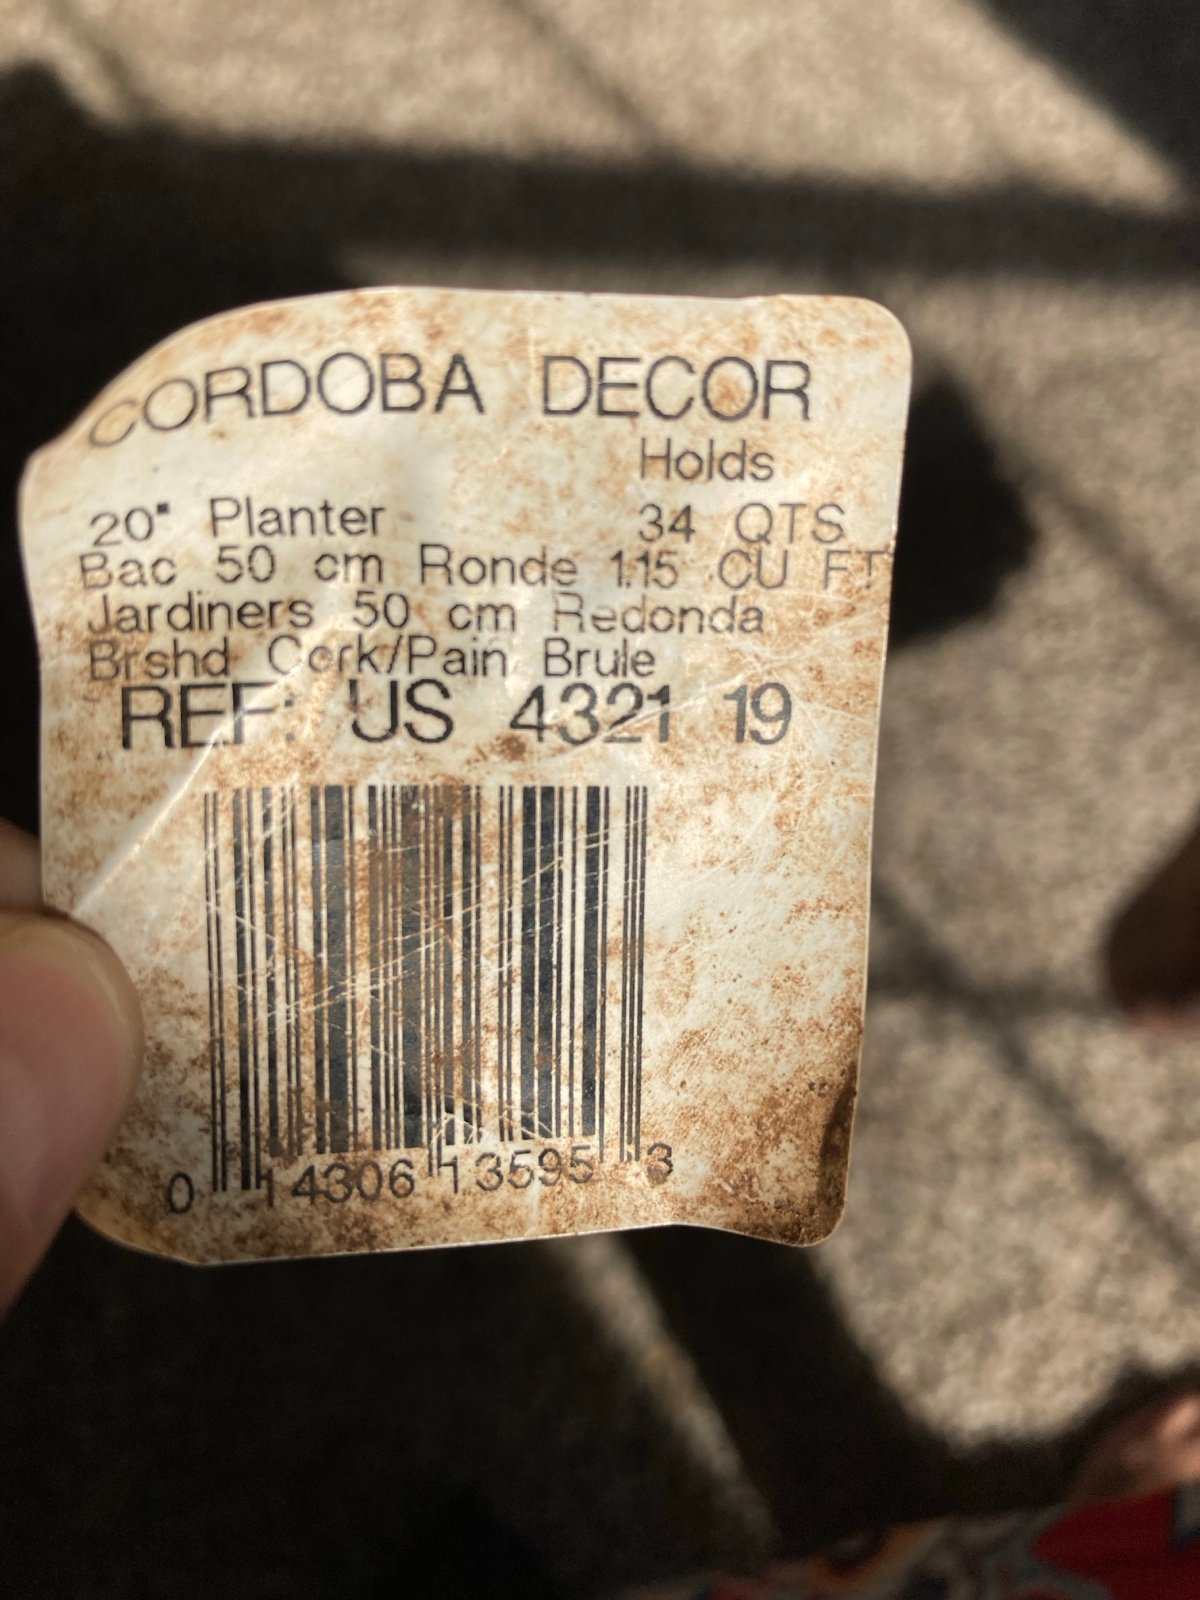 CORDOBA DECOR
Holds
20" Planter 34 QTS
Bac 50 cm Ronde 1.15 CU FT
Jardiners 50 cm Redonda
Brshd Cork/Pain Brule
REF: US 4321 19
0 14306 13595 3